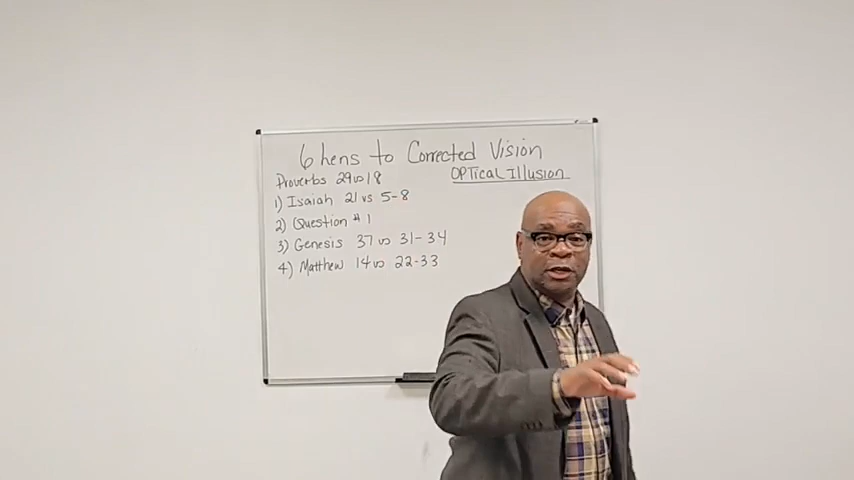 6 hens to Corrected Vision
Proverbs 29 vs 18
OPTical Illusion
1) Isaiah 21 vs 5-8
2) Question # 1
3) Genesis 37 vs 31-34
4) Matthew 14 vs 22-33